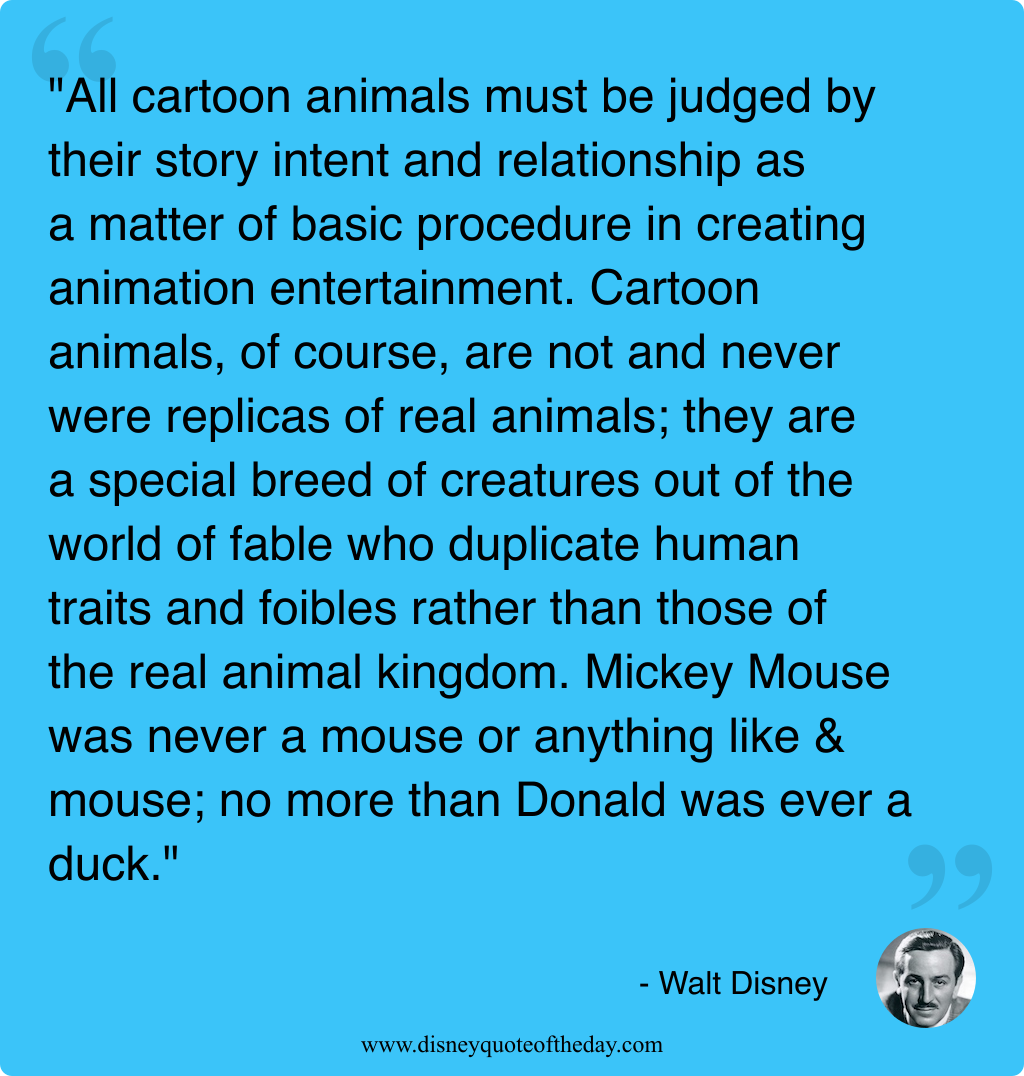 "All cartoon animals must be judged by
their story intent and relationship as
a matter of basic procedure in creating
animation entertainment. Cartoon
animals, of course, are not and never
were replicas of real animals; they are
a special breed of creatures out of the
world of fable who duplicate human
traits and foibles rather than those of
the real animal kingdom. Mickey Mouse
was never a mouse or anything like &
mouse; no more than Donald was ever a
duck."
- Walt Disney
www.disneyquoteoftheday.com